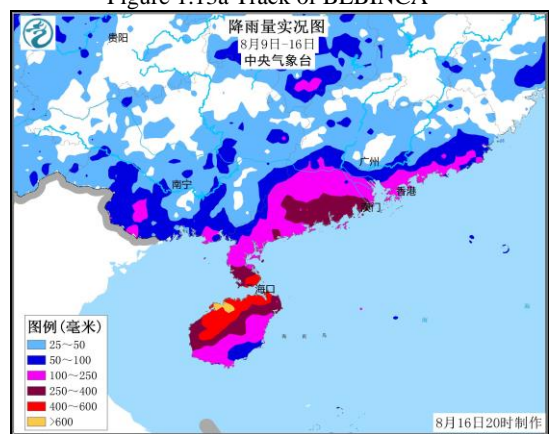 Figure 1.13a Track of BEBINCA
降雨量实况图
8月9日-16日
中央气象台
贵阳
广州
南宁
香港
澳门
海口
图例(毫米)
25～50
50～100
100～250
250～400
400～600
>600
8月16日20时制作